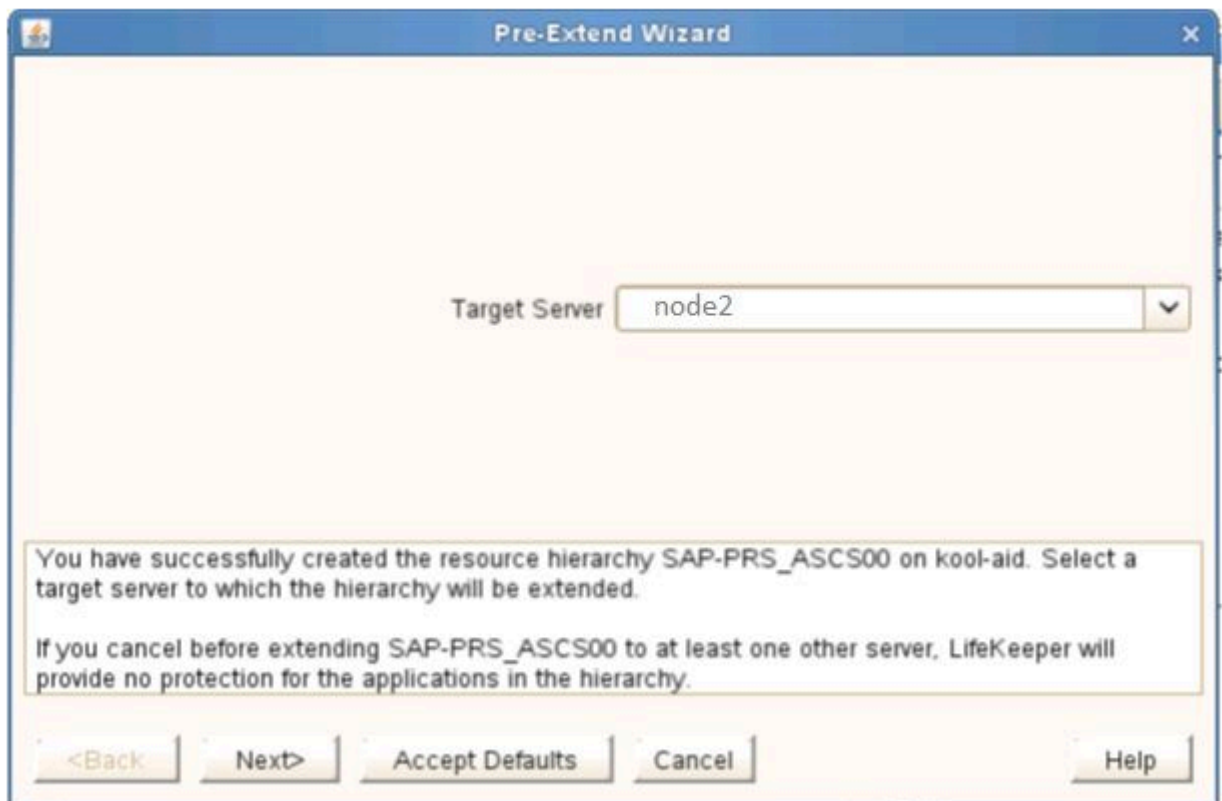 Pre-Extend Wizard
Target Server node2
You have successfully created the resource hierarchy SAP-PRS_ASCS00 on kool-aid. Select a
target server to which the hierarchy will be extended.
If you cancel before extending SAP-PRS_ASCS00 to at least one other server, LifeKeeper will
provide no protection for the applications in the hierarchy.
<Back Next> Accept Defaults Cancel Help